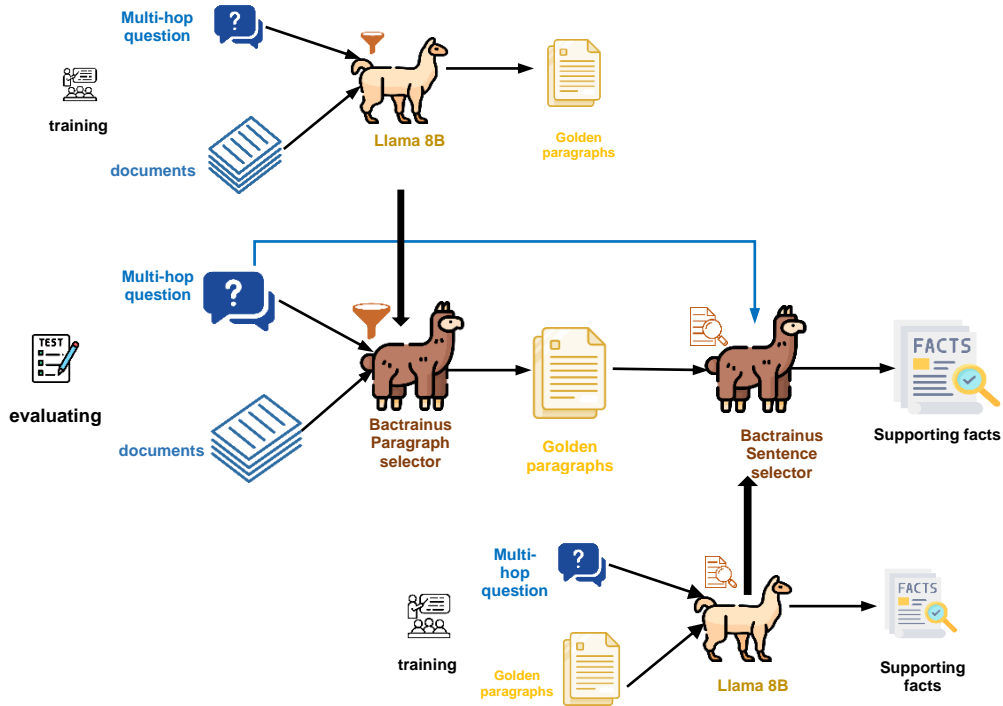 Multi-hop
question
?
training
Llama 8B
documents
Golden
paragraphs
Multi-hop
question
?
TEST
evaluating
documents
Bactrainus
Paragraph
selector
Golden
paragraphs
Bactrainus
Sentence
selector
FACTS
Supporting facts
Multi-
hop
question
?
training
Golden
paragraphs
Llama 8B
FACTS
Supporting
facts